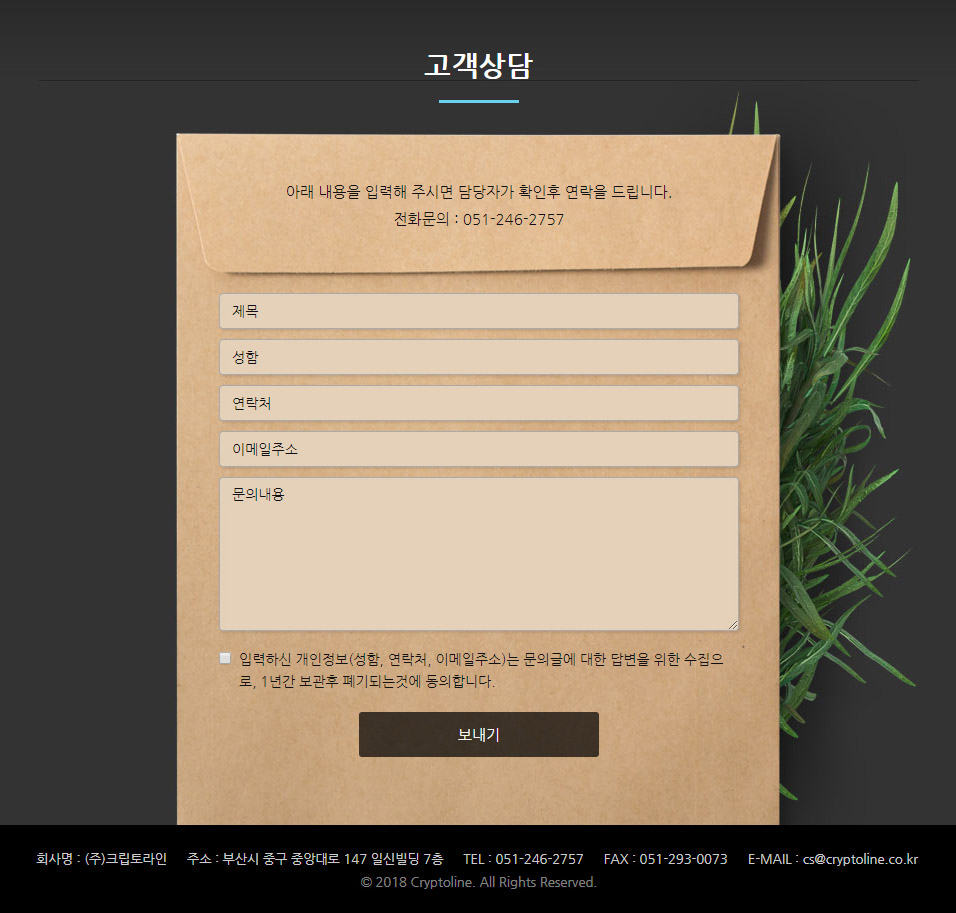 고객상담
아래 내용을 입력해 주시면 담당자가 확인후 연락을 드립니다.
전화문의 : 051-246-2757
제목
성함
연락처
이메일주소
문의내용
입력하신 개인정보(성함, 연락처, 이메일주소)는 문의글에 대한 답변을 위한 수집으
로, 1년간 보관후 폐기되는것에 동의합니다.
보내기
회사명 : (주)크립토라인 주소 : 부산시 중구 중앙대로 147 일신빌딩 7층 TEL : 051-246-2757 FAX : 051-293-0073 E-MAIL : cs@cryptoline.co.kr
© 2018 Cryptoline. All Rights Reserved.